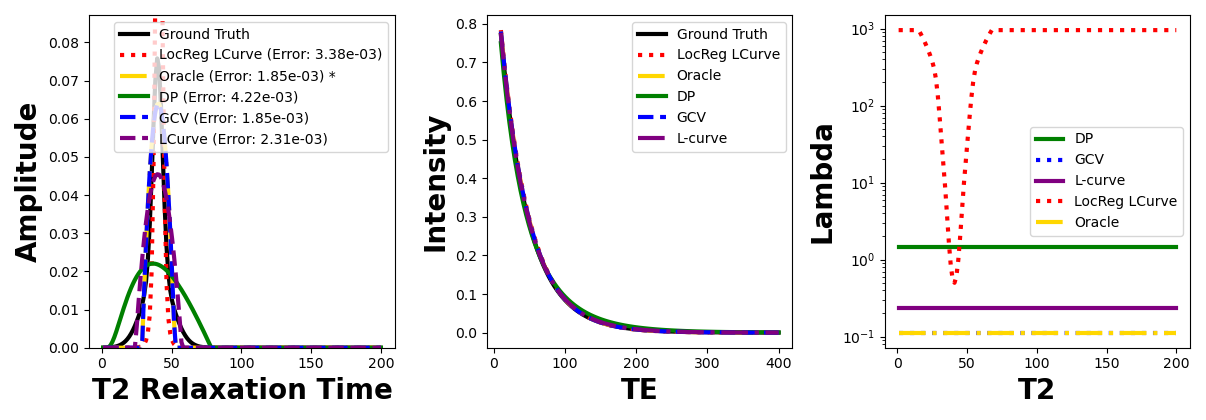 Amplitude
0.00
0.01
0.02
0.03
0.04
0.05
0.06
0.07
0.08
Ground Truth
LocReg LCurve (Error: 3.38e-03)
Oracle (Error: 1.85e-03) *
DP (Error: 4.22e-03)
GCV (Error: 1.85e-03)
LCurve (Error: 2.31e-03)
0 50 100 150 200
T2 Relaxation Time
Intensity
0.0
0.1
0.2
0.3
0.4
0.5
0.6
0.7
0.8
Ground Truth
LocReg LCurve
Oracle
DP
GCV
L-curve
0 100 200 300 400
TE
Lambda
10³
10²
10¹
10⁰
10⁻¹
DP
GCV
L-curve
LocReg LCurve
Oracle
0 50 100 150 200
T2